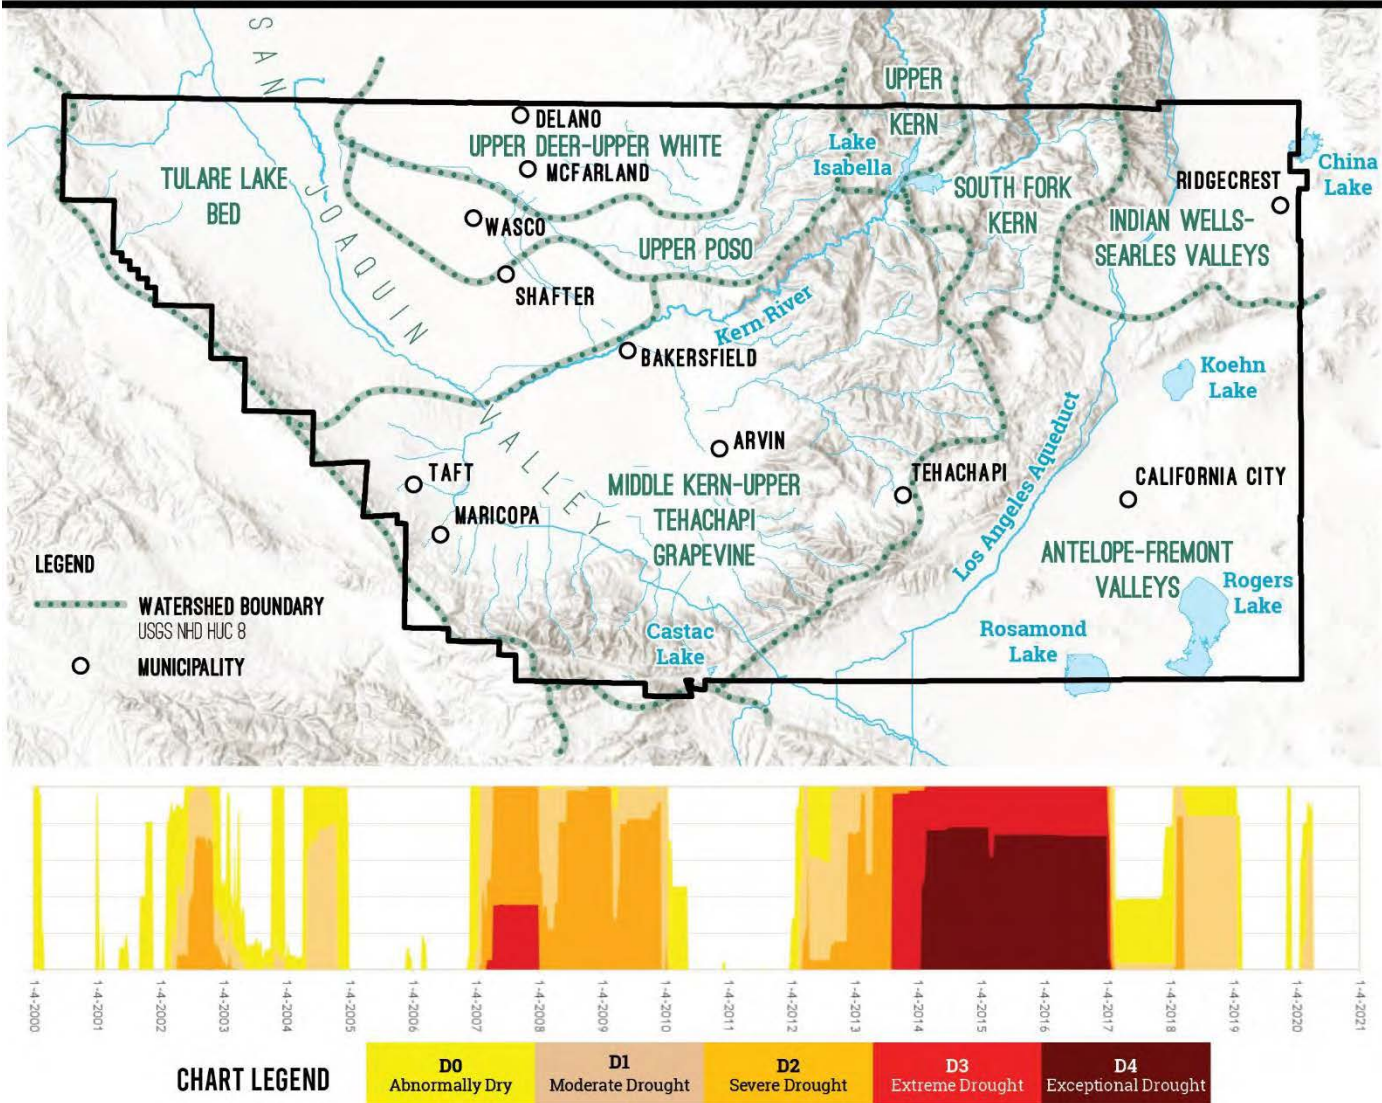 SAN
JOAQUIN
VALLEY
DELANO
UPPER DEER-UPPER WHITE
MCFARLAND
UPPER
KERN
Lake
Isabella
TULARE LAKE
BED
WASCO
UPPER POSO
SHAFTER
SOUTH FORK
KERN
RIDGECREST
China
Lake
INDIAN WELLS-
SEARLES VALLEYS
Kern River
BAKERSFIELD
Koehn
Lake
ARVIN
TAFT
MARICOPA
MIDDLE KERN-UPPER
TEHACHAPI
GRAPEVINE
TEHACHAPI
Los Angeles Aqueduct
CALIFORNIA CITY
ANTELOPE-FREMONT
VALLEYS
Rogers
Lake
Rosamond
Lake
Castac
Lake
LEGEND
WATERSHED BOUNDARY
USGS NHD HUC 8
MUNICIPALITY
1-4-2000
1-4-2001
1-4-2002
1-4-2003
1-4-2004
1-4-2005
1-4-2006
1-4-2007
1-4-2008
1-4-2009
1-4-2010
1-4-2011
1-4-2012
1-4-2013
1-4-2014
1-4-2015
1-4-2016
1-4-2017
1-4-2018
1-4-2019
1-4-2020
1-4-2021
CHART LEGEND
D0
Abnormally Dry
D1
Moderate Drought
D2
Severe Drought
D3
Extreme Drought
D4
Exceptional Drought